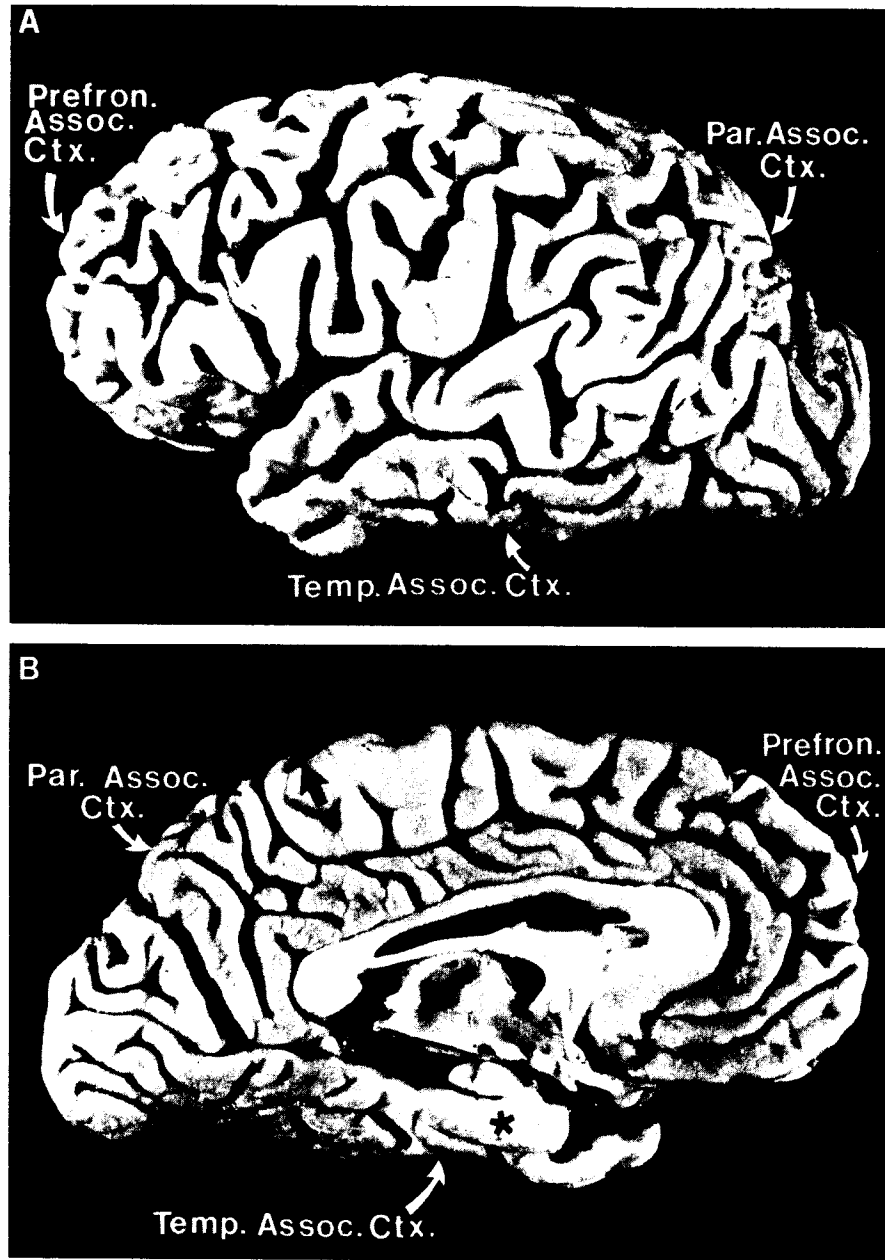 A
Prefron.
Assoc.
Ctx.
Par. Assoc.
Ctx.
Temp. Assoc. Ctx.
B
Par. Assoc.
Ctx.
Prefron.
Assoc.
Ctx.
*
Temp. Assoc. Ctx.